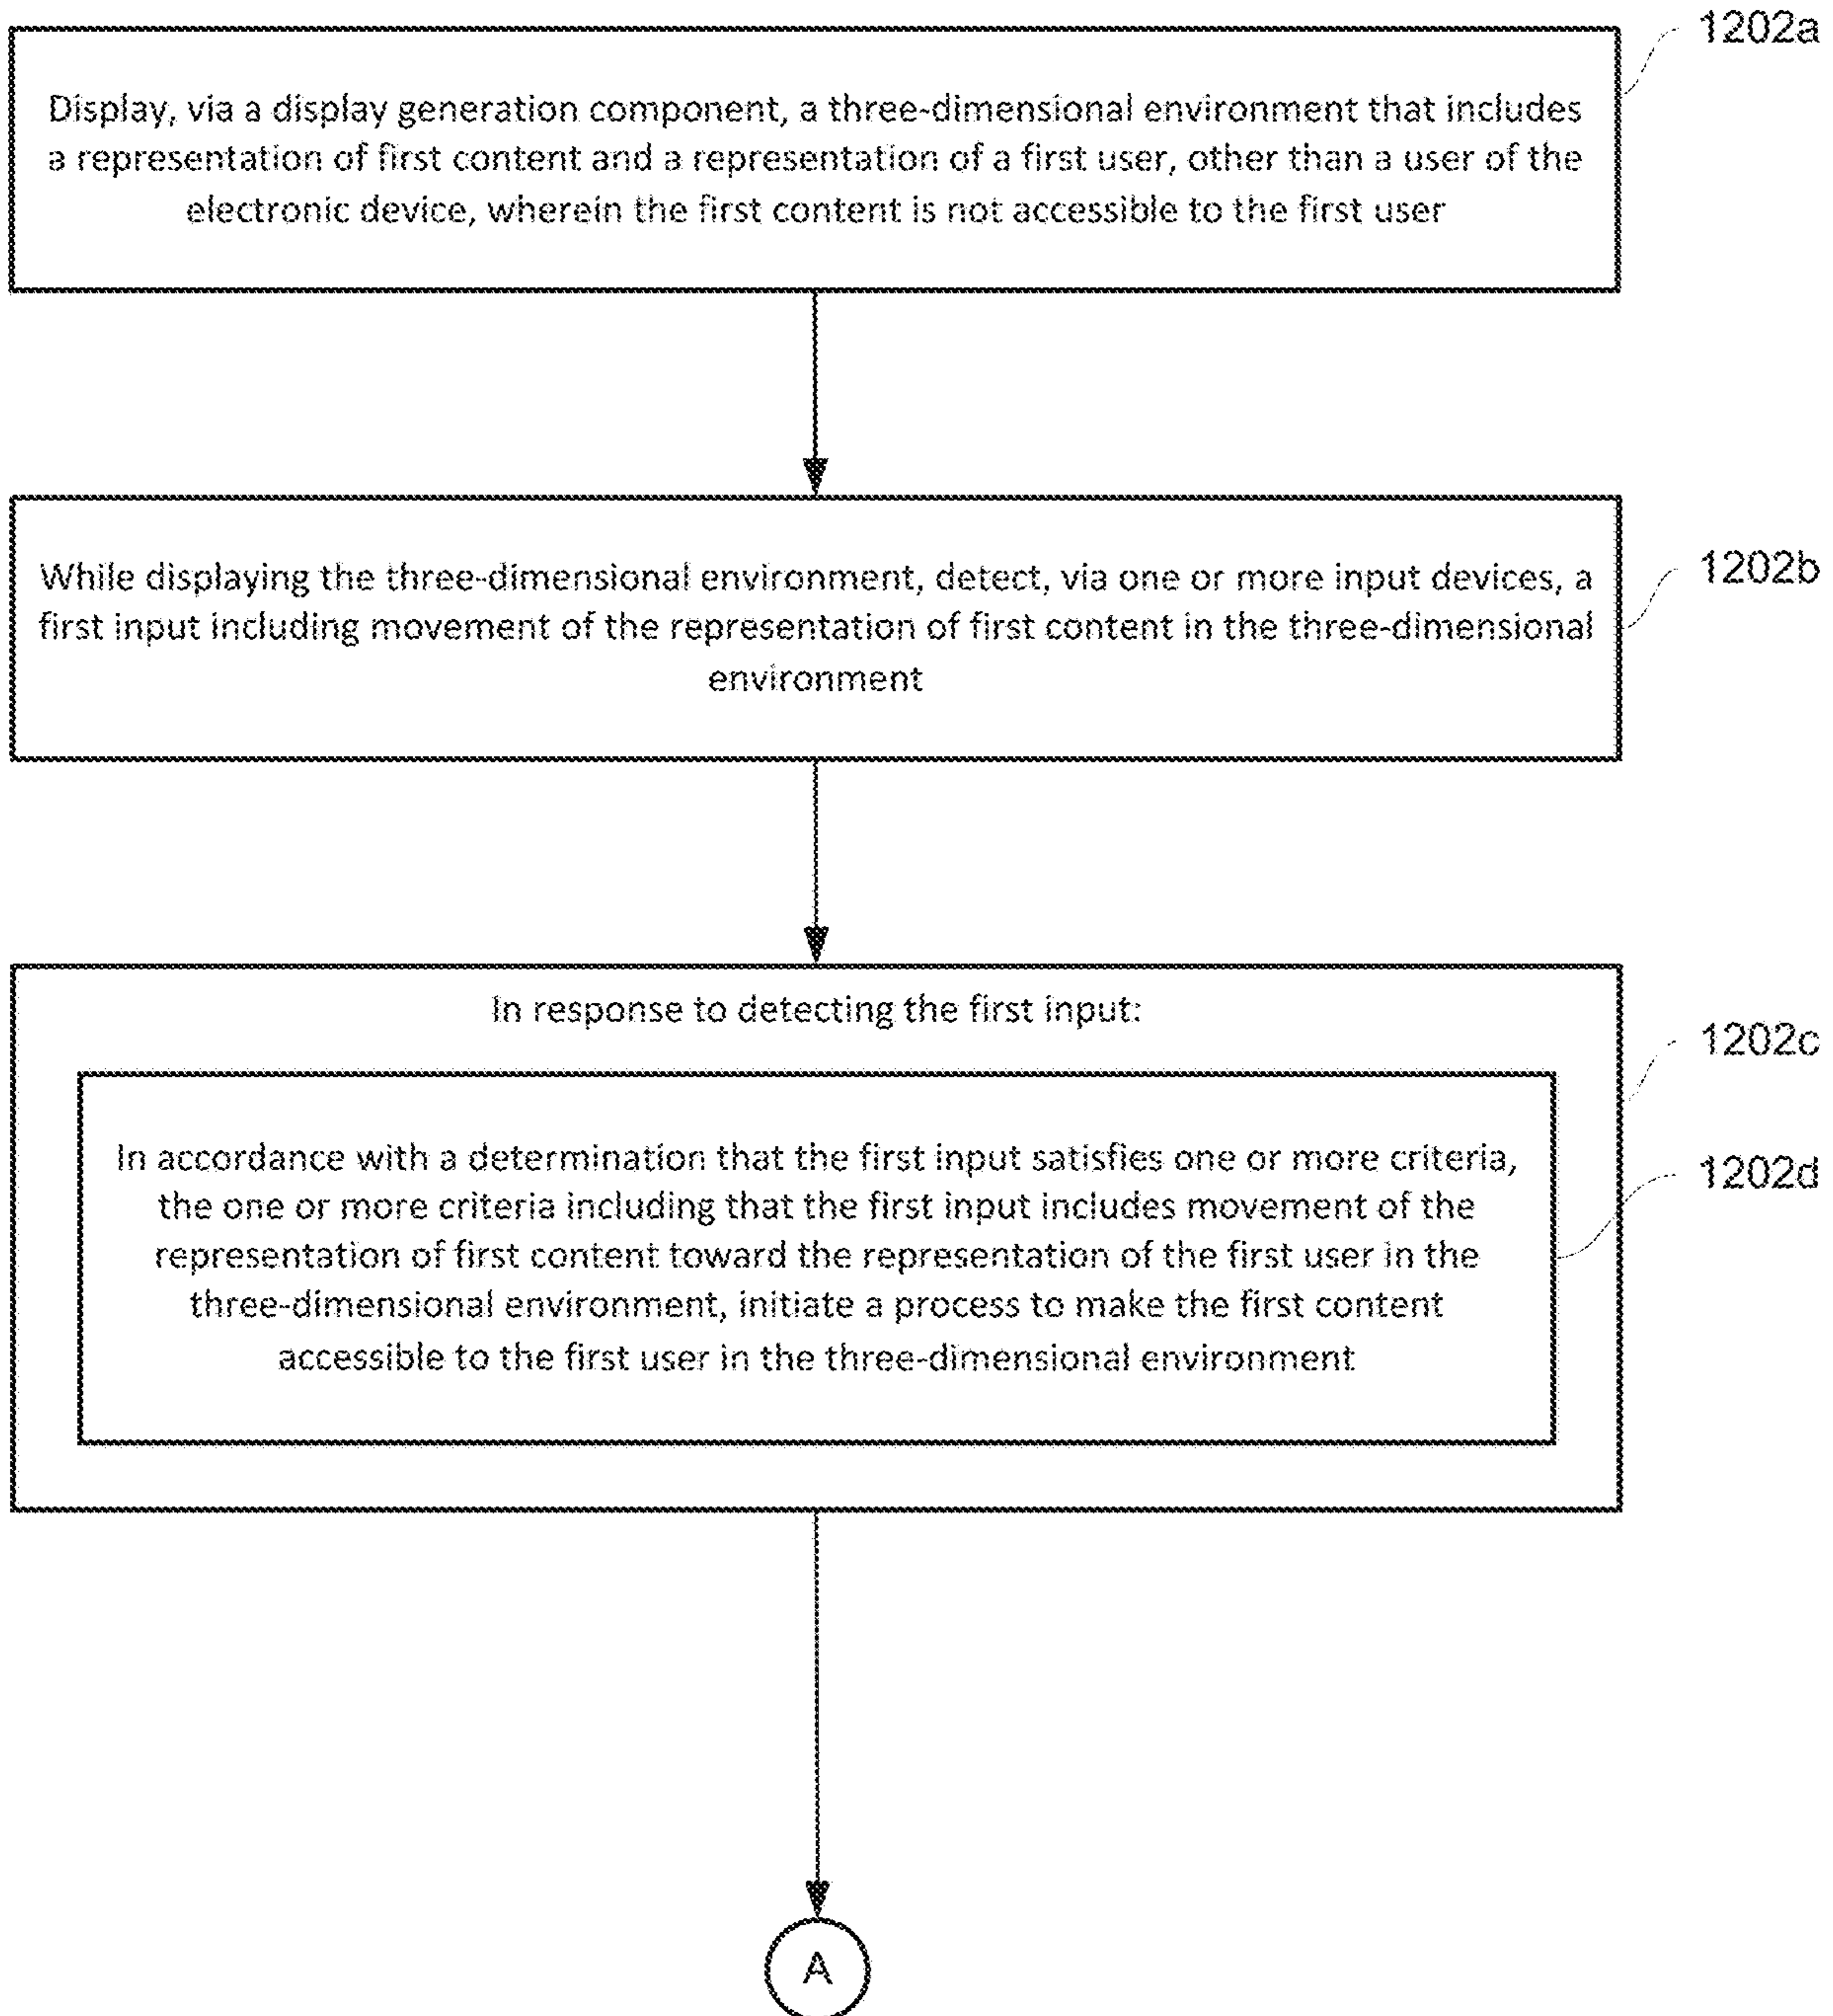 1202a
Display, via a display generation component, a three-dimensional environment that includes
a representation of first content and a representation of a first user, other than a user of the
electronic device, wherein the first content is not accessible to the first user
1202b
While displaying the three-dimensional environment, detect, via one or more input devices, a
first input including movement of the representation of first content in the three-dimensional
environment
In response to detecting the first input:
1202c
In accordance with a determination that the first input satisfies one or more criteria,
1202d
the one or more criteria including that the first input includes movement of the
representation of first content toward the representation of the first user in the
three-dimensional environment, initiate a process to make the first content
accessible to the first user in the three-dimensional environment
A